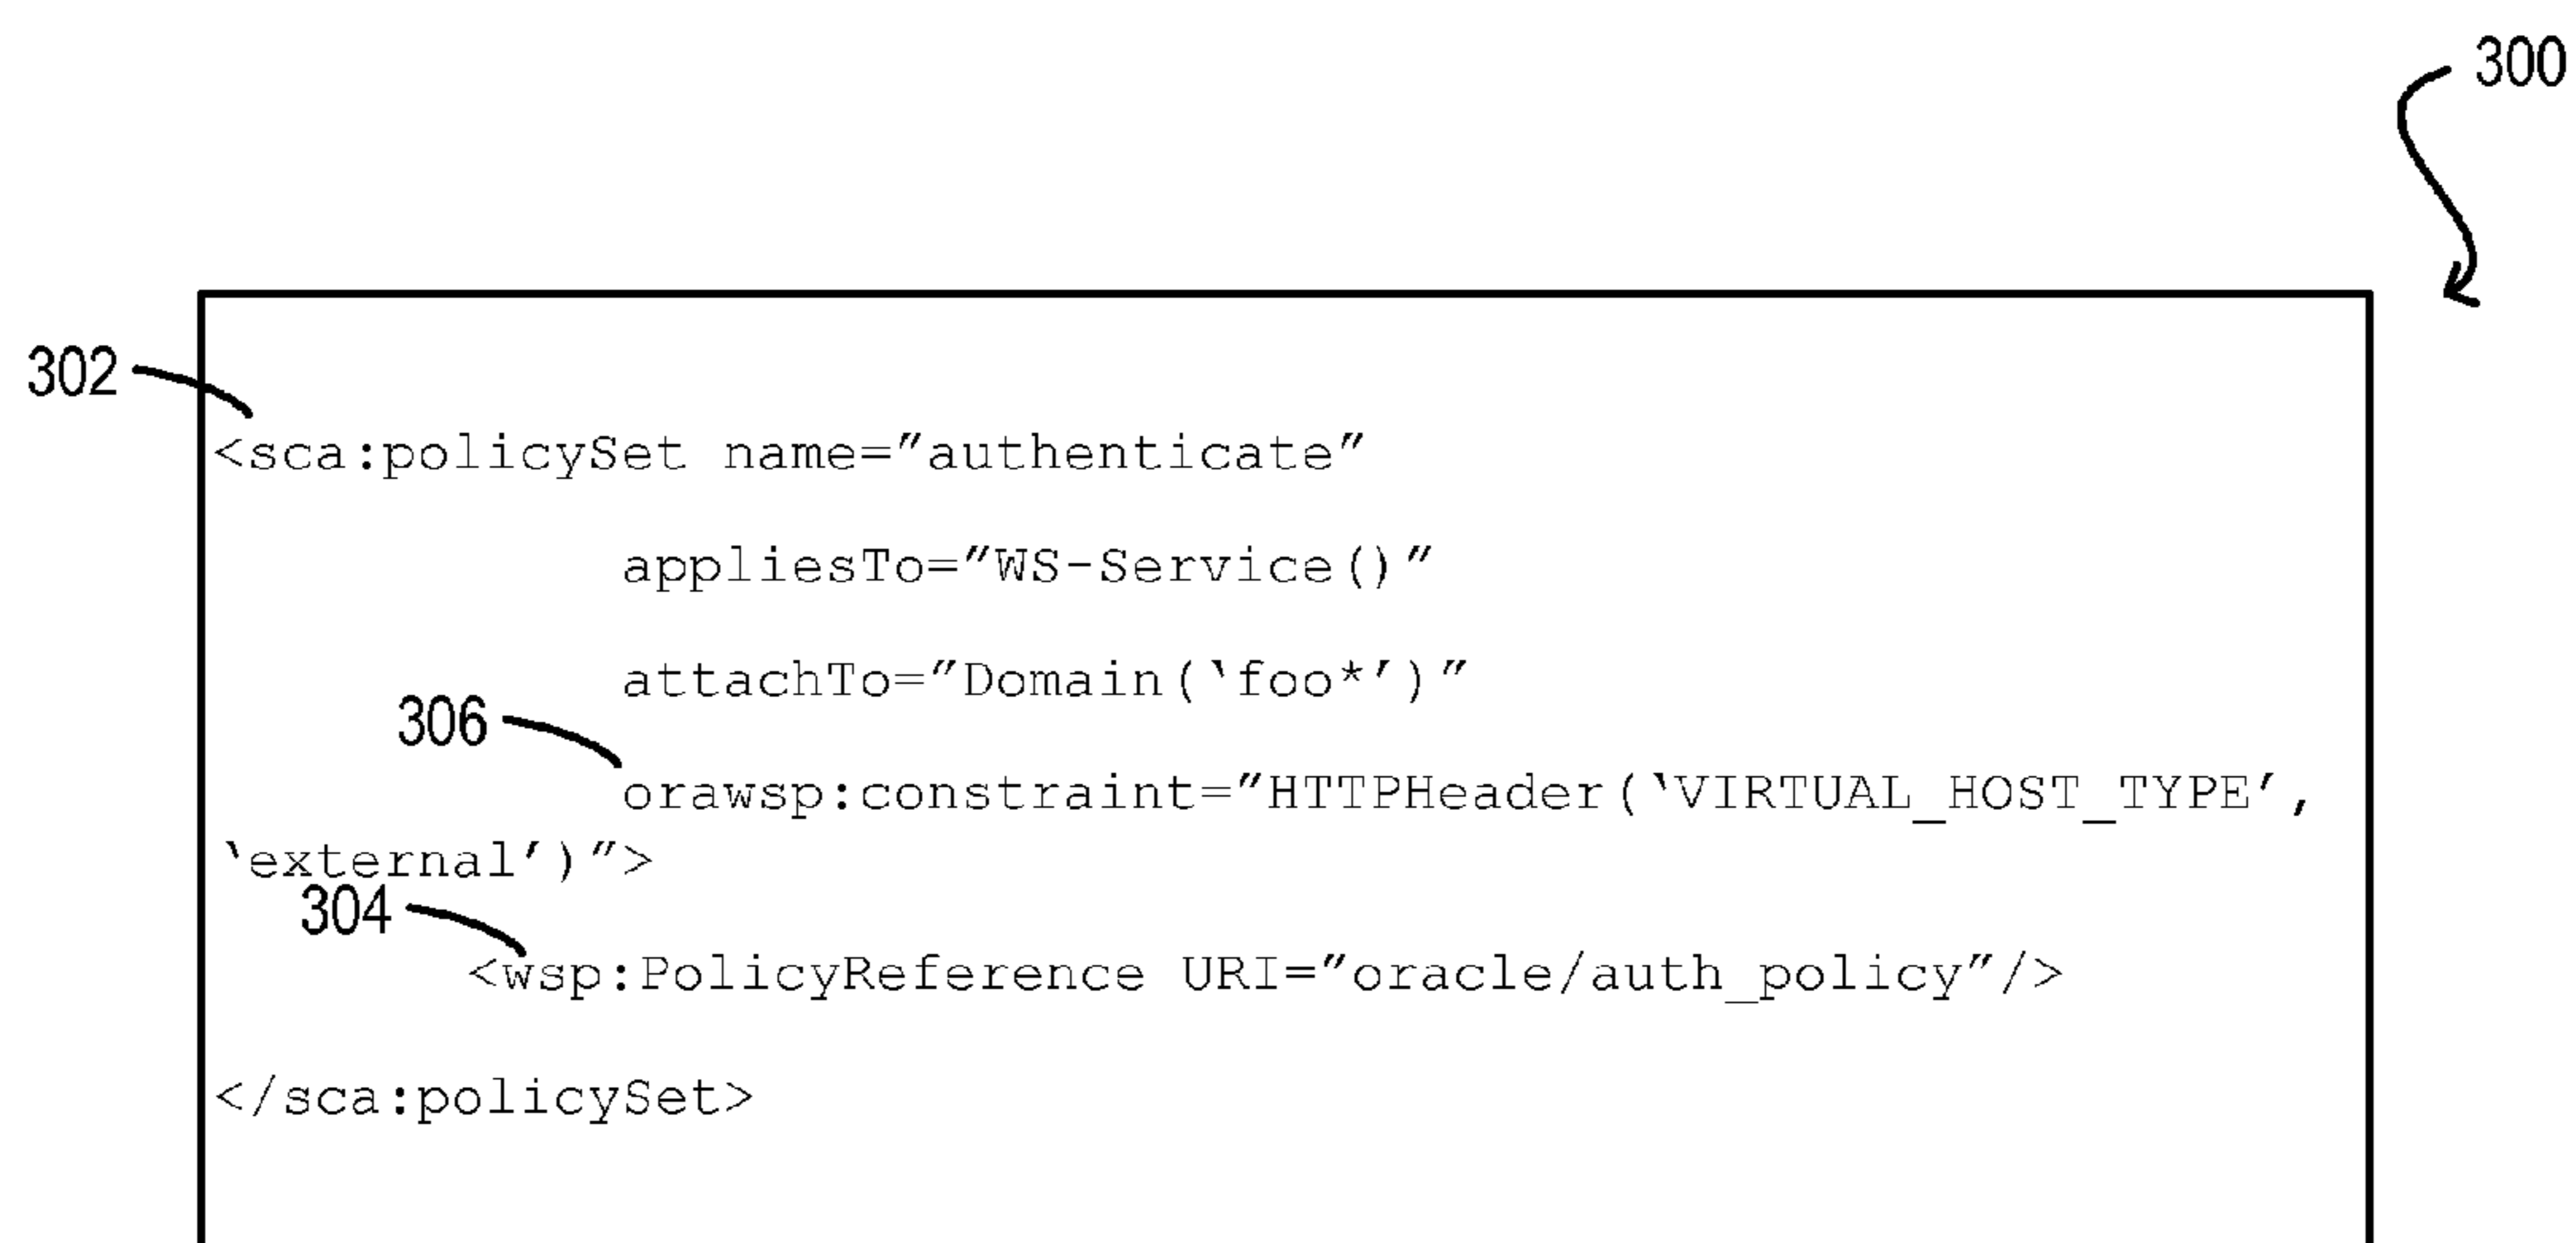 300
302
<sca:policySet name=”authenticate”
appliesTo=”WS-Service()”
attachTo=”Domain(‘foo*’)”
306
orawsp:constraint=”HTTPHeader(‘VIRTUAL_HOST_TYPE’,
‘external’)”>
304
<wsp:PolicyReference URI=”oracle/auth_policy”/>
</sca:policySet>